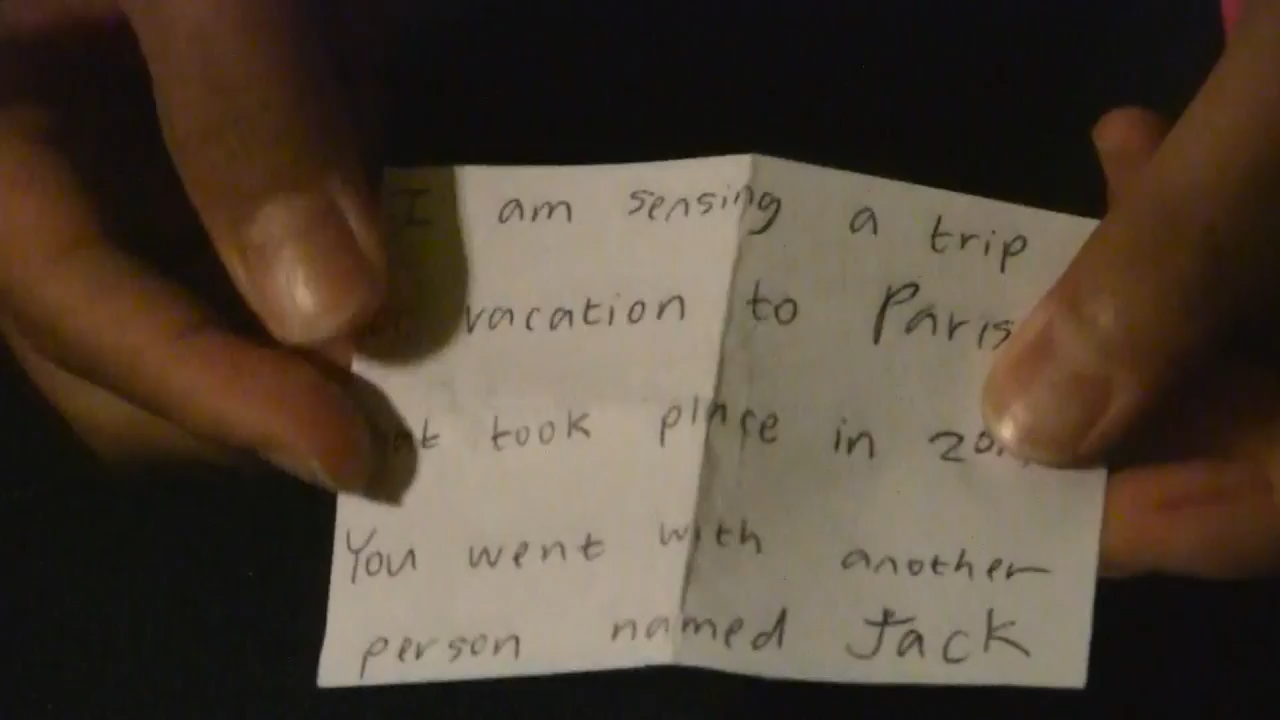 I am sensing a trip
vacation to Paris
took place in
You went with another
person named Jack